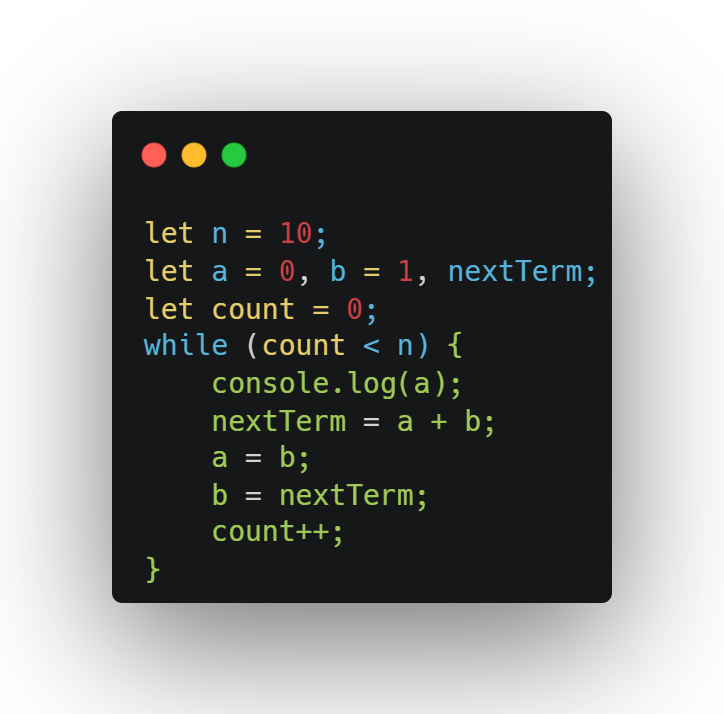 let n = 10;
let a = 0, b = 1, nextTerm;
let count = 0;
while (count < n) {
    console.log(a);
    nextTerm = a + b;
    a = b;
    b = nextTerm;
    count++;
}